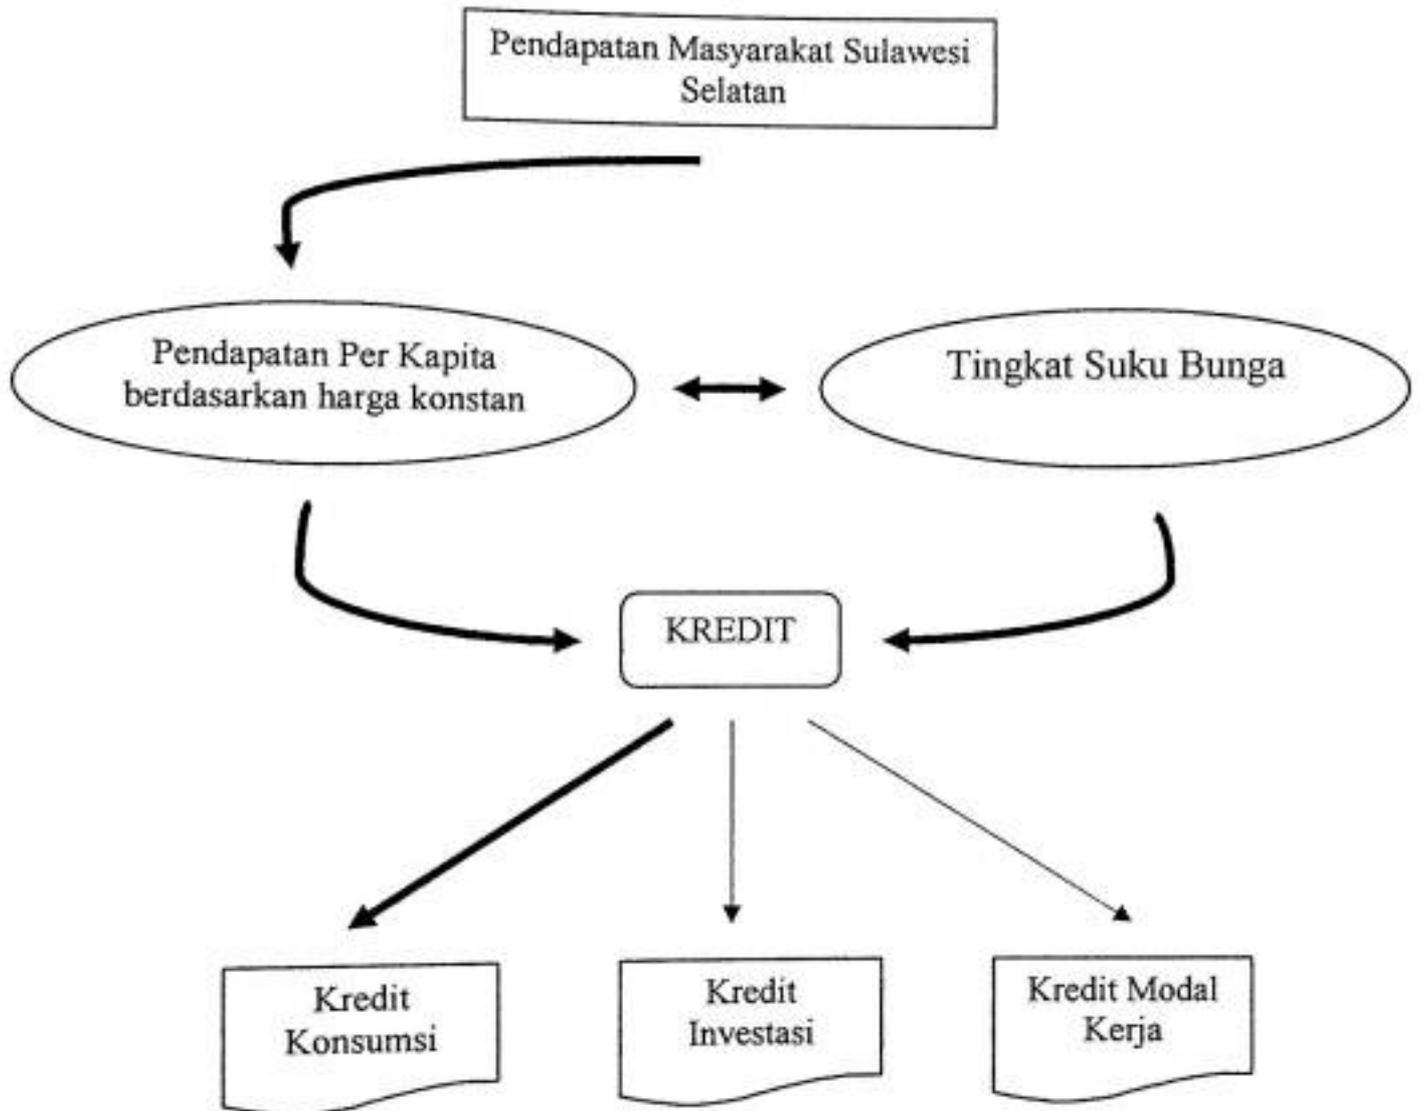 Pendapatan Masyarakat Sulawesi
Selatan
Pendapatan Per Kapita
berdasarkan harga konstan
Tingkat Suku Bunga
KREDIT
Kredit
Konsumsi
Kredit
Investasi
Kredit Modal
Kerja